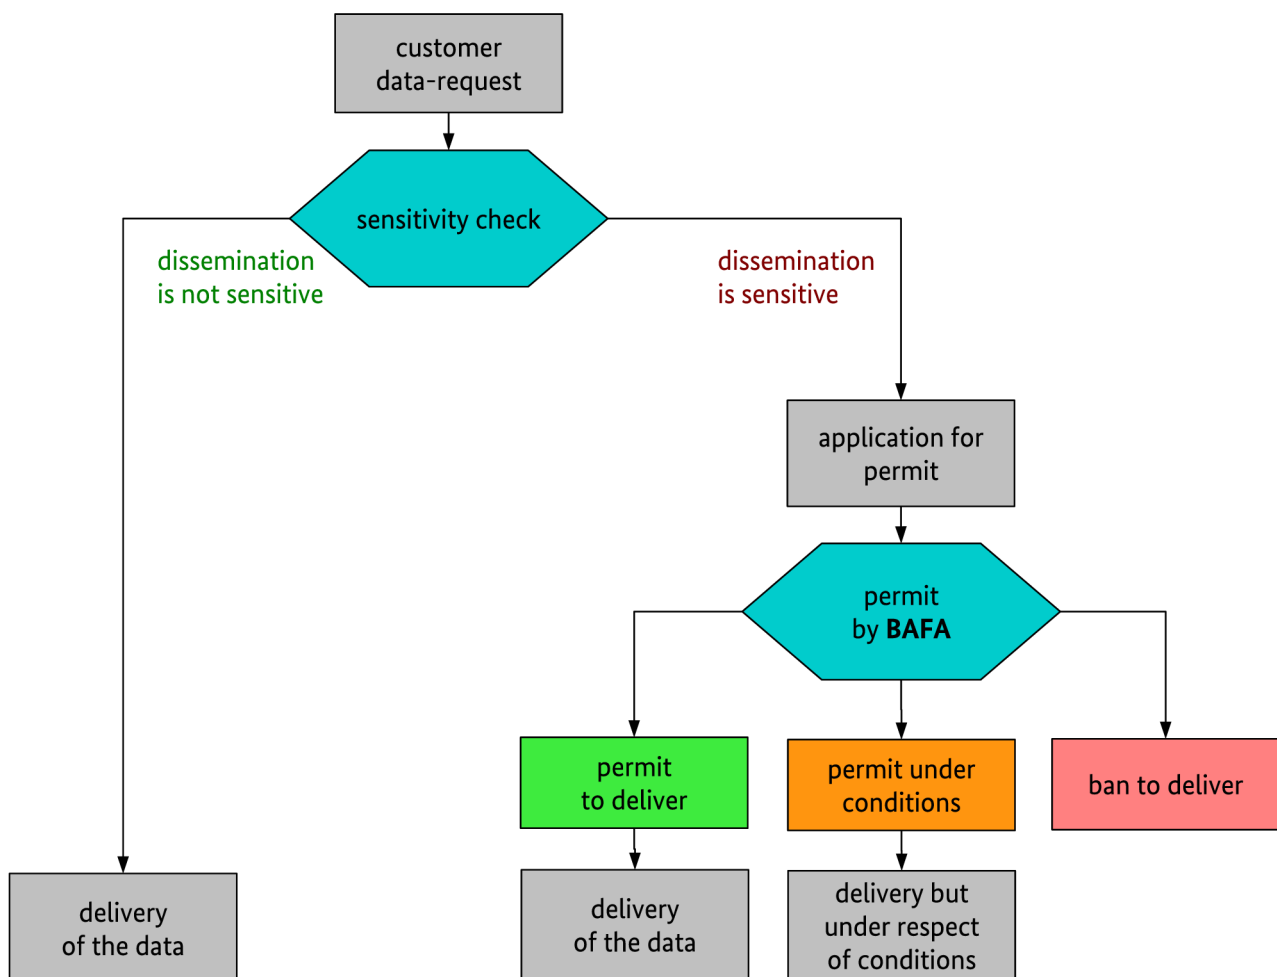 customer
data-request
sensitivity check
dissemination
is not sensitive
dissemination
is sensitive
application for
permit
permit
by BAFA
permit
to deliver
permit under
conditions
ban to deliver
delivery
of the data
delivery
of the data
delivery but
under respect
of conditions